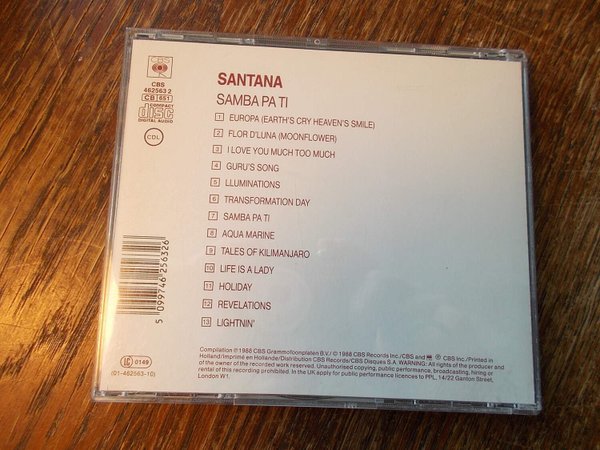 CBS
CBS
462563 2
CB 651
COMPACT
disc
DIGITAL AUDIO
CDL
SANTANA
SAMBA PA TI
1 EUROPA (EARTH'S CRY HEAVEN'S SMILE)
2 FLOR D'LUNA (MOONFLOWER)
3 I LOVE YOU MUCH TOO MUCH
4 GURU'S SONG
5 LLUMINATIONS
6 TRANSFORMATION DAY
7 SAMBA PA TI
8 AQUA MARINE
9 TALES OF KILIMANJARO
10 LIFE IS A LADY
11 HOLIDAY
12 REVELATIONS
13 LIGHTNIN'
5 099746 256326
LC 0149
(01-462563-10)
Compilation ℗ 1988 CBS Grammofoonplaten B.V./ © 1988 CBS Records Inc./CBS and ® CBS Inc./Printed in
Holland/Imprimé en Hollande/Distribution CBS Records/CBS Disques S.A. WARNING: All rights of the producer and
of the owner of the recorded work reserved. Unauthorised copying, public performance, broadcasting, hiring or
rental of this recording prohibited. In the UK apply for public performance licences to PPL, 14/22 Ganton Street,
London W1.